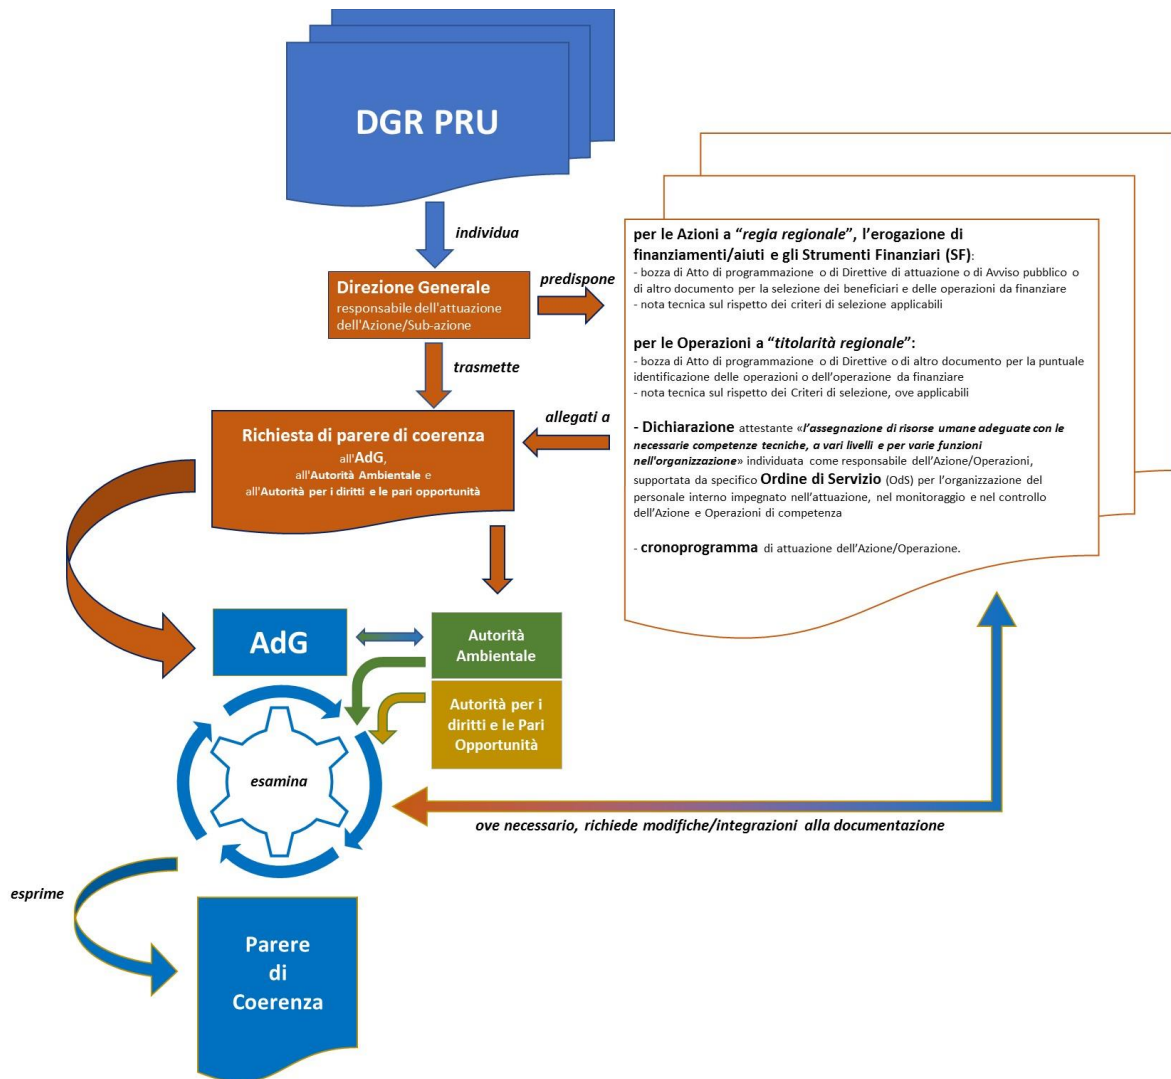 DGR PRU
individua
Direzione Generale
responsabile dell'attuazione
dell'Azione/Sub-azione
predispone
per le Azioni a “regia regionale”, l’erogazione di
finanziamenti/aiuti e gli Strumenti Finanziari (SF):
- bozza di Atto di programmazione o di Direttive di attuazione o di Avviso pubblico o
di altro documento per la selezione dei beneficiari e delle operazioni da finanziare
- nota tecnica sul rispetto dei criteri di selezione applicabili
per le Operazioni a “titolarità regionale”:
- bozza di Atto di programmazione o di Direttive o di altro documento per la puntuale
identificazione delle operazioni o dell’operazione da finanziare
- nota tecnica sul rispetto dei Criteri di selezione, ove applicabili
- Dichiarazione attestante «l’assegnazione di risorse umane adeguate con le
necessarie competenze tecniche, a vari livelli e per varie funzioni
nell'organizzazione» individuata come responsabile dell’Azione/Operazioni,
supportata da specifico Ordine di Servizio (OdS) per l’organizzazione del
personale interno impegnato nell’attuazione, nel monitoraggio e nel controllo
dell’Azione e Operazioni di competenza
- cronoprogramma di attuazione dell’Azione/Operazione.
trasmette
allegati a
Richiesta di parere di coerenza
all'AdG,
all'Autorità Ambientale e
all'Autorità per i diritti e le pari opportunità
AdG
Autorità
Ambientale
Autorità per i
diritti e le Pari
Opportunità
esamina
ove necessario, richiede modifiche/integrazioni alla documentazione
esprime
Parere
di
Coerenza